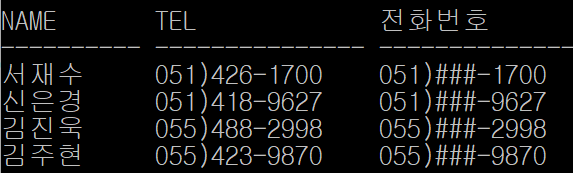 NAME TEL 전화번호
---------- --------------- --------------
서재수 051)426-1700 051)###-1700
신은경 051)418-9627 051)###-9627
김진욱 055)488-2998 055)###-2998
김주현 055)423-9870 055)###-9870